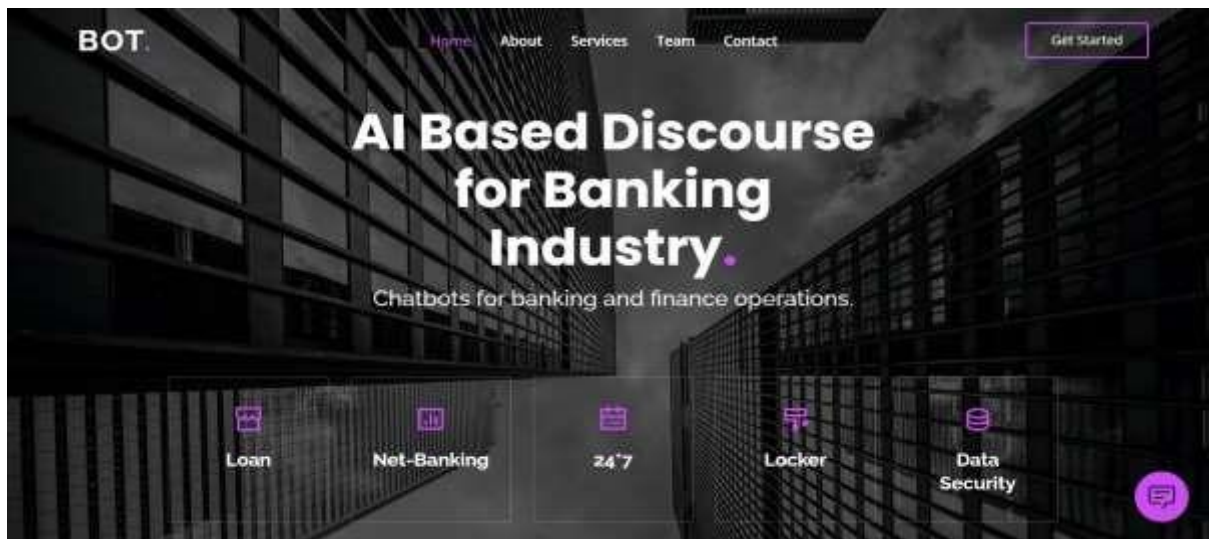 BOT.
Home About Services Team Contact
Get Started
AI Based Discourse
for Banking
Industry.
Chatbots for banking and finance operations.
Loan
Net-Banking
24*7
Locker
Data
Security